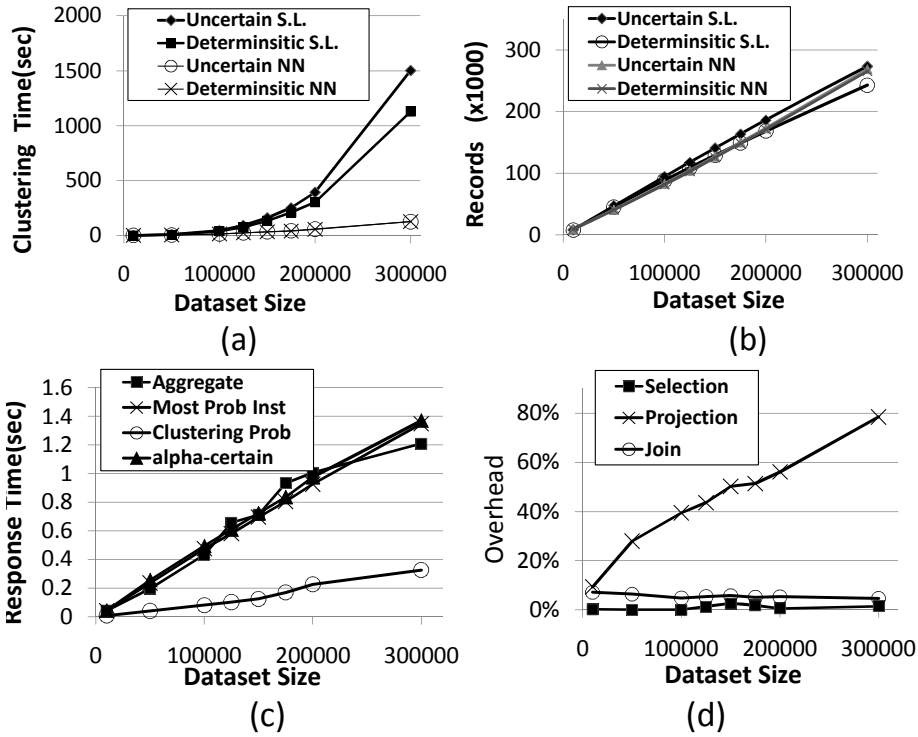 Clustering Time(sec)
2000
1500
1000
500
0
Uncertain S.L.
Determinsitic S.L.
Uncertain NN
Determinsitic NN
0 100000 200000 300000
Dataset Size
(a)
Records (x1000)
300
200
100
0
Uncertain S.L.
Determinsitic S.L.
Uncertain NN
Determinsitic NN
0 100000 200000 300000
Dataset Size
(b)
Response Time(sec)
1.6
1.4
1.2
1
0.8
0.6
0.4
0.2
0
Aggregate
Most Prob Inst
Clustering Prob
alpha-certain
0 100000 200000 300000
Dataset Size
(c)
Overhead
80%
60%
40%
20%
0%
Selection
Projection
Join
0 100000 200000 300000
Dataset Size
(d)